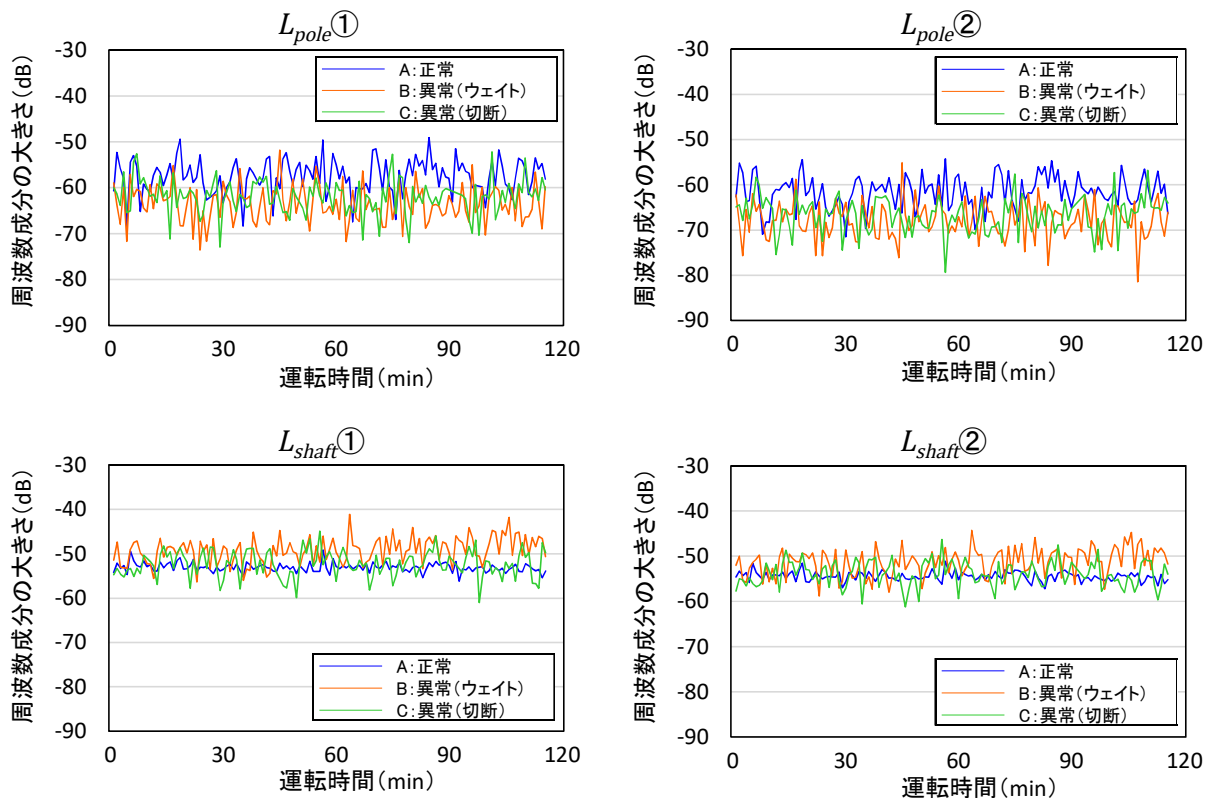 L_pole①
-30
-40
-50
-60
-70
-80
-90
周波数成分の大きさ(dB)
A:正常
B:異常(ウェイト)
C:異常(切断)
0 30 60 90 120
運転時間(min)
L_pole②
-30
-40
-50
-60
-70
-80
-90
周波数成分の大きさ(dB)
A:正常
B:異常(ウェイト)
C:異常(切断)
0 30 60 90 120
運転時間(min)
L_shaft①
-30
-40
-50
-60
-70
-80
-90
周波数成分の大きさ(dB)
A:正常
B:異常(ウェイト)
C:異常(切断)
0 30 60 90 120
運転時間(min)
L_shaft②
-30
-40
-50
-60
-70
-80
-90
周波数成分の大きさ(dB)
A:正常
B:異常(ウェイト)
C:異常(切断)
0 30 60 90 120
運転時間(min)